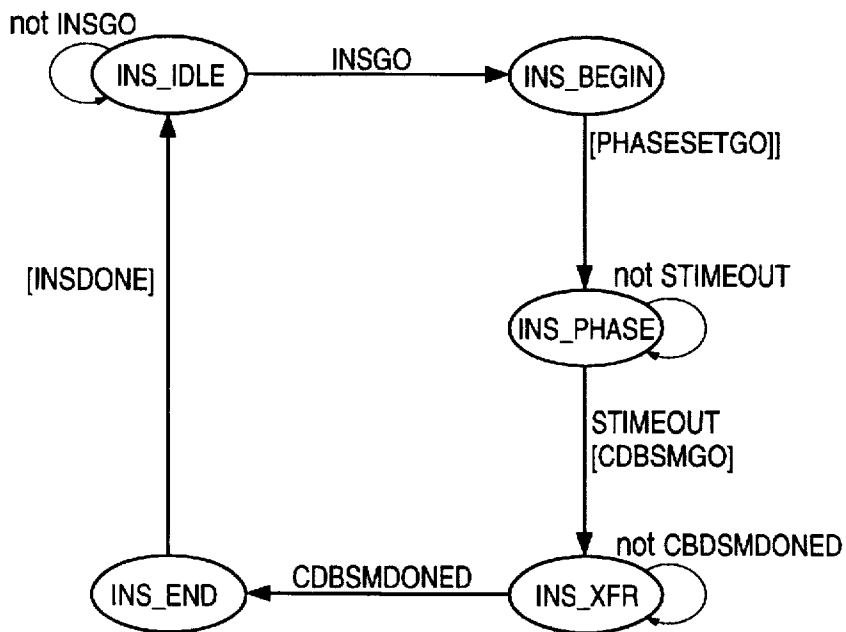 not INSGO
INS_IDLE
INSGO
INS_BEGIN
[PHASESETGO]]
not STIMEOUT
INS_PHASE
[INSDONE]
STIMEOUT
[CDBSMGO]
not CBDSMDONED
INS_END
CDBSMDONED
INS_XFR